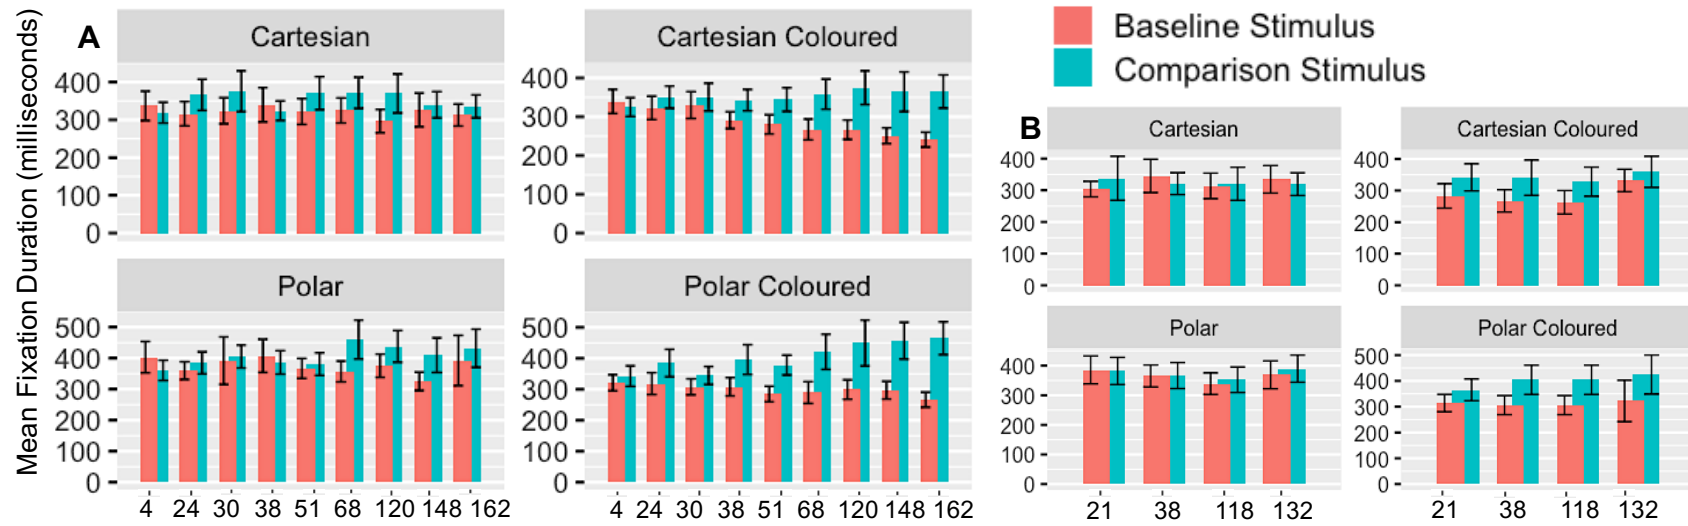 Mean Fixation Duration (milliseconds)
A
Cartesian
400
300
200
100
0
Cartesian Coloured
400
300
200
100
0
Polar
500
400
300
200
100
0
4 24 30 38 51 68 120 148 162
Polar Coloured
500
400
300
200
100
0
4 24 30 38 51 68 120 148 162
Baseline Stimulus
Comparison Stimulus
B
Cartesian
400
300
200
100
0
Cartesian Coloured
400
300
200
100
0
Polar
400
300
200
100
0
21 38 118 132
Polar Coloured
500
400
300
200
100
0
21 38 118 132